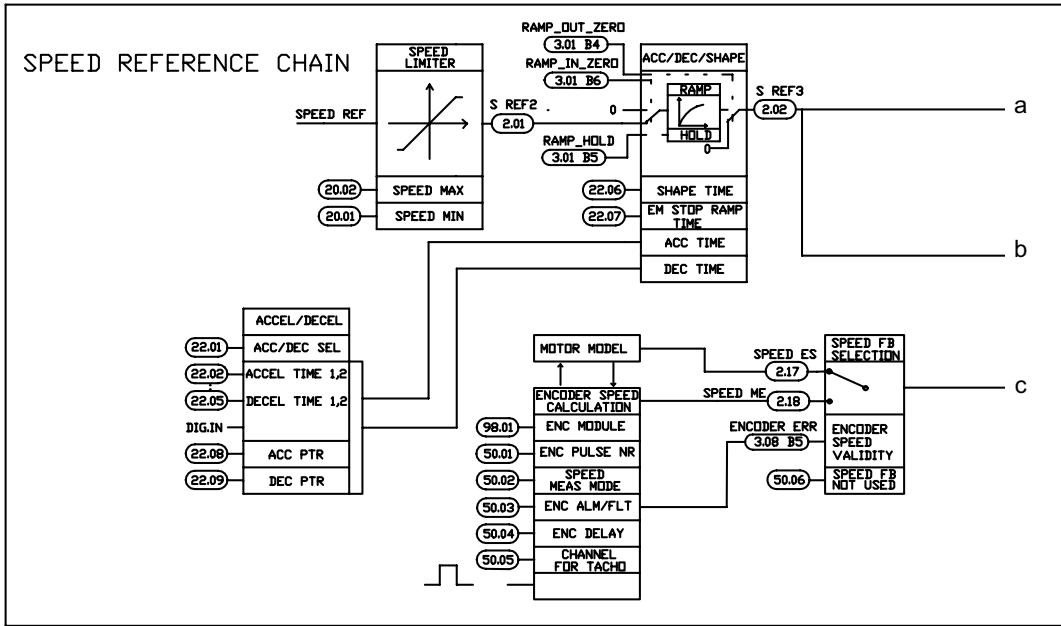 SPEED REFERENCE CHAIN
SPEED
LIMITER
SPEED REF
20.02
SPEED MAX
20.01
SPEED MIN
S REF2
2.01
RAMP_OUT_ZERO
3.01 B4
RAMP_IN_ZERO
3.01 B6
0
RAMP_HOLD
3.01 B5
ACC/DEC/SHAPE
RAMP
HOLD
0
22.06
SHAPE TIME
22.07
EM STOP RAMP
TIME
ACC TIME
DEC TIME
S REF3
2.02
a
b
ACCEL/DECEL
22.01
ACC/DEC SEL
22.02
ACCEL TIME 1,2
:
22.05
DECEL TIME 1,2
DIG.IN
22.08
ACC PTR
22.09
DEC PTR
MOTOR MODEL
ENCODER SPEED
CALCULATION
98.01
ENC MODULE
50.01
ENC PULSE NR
50.02
SPEED
MEAS MODE
50.03
ENC ALM/FLT
50.04
ENC DELAY
50.05
CHANNEL
FOR TACHO
SPEED ES
2.17
SPEED ME
2.18
ENCODER ERR
3.08 B5
50.06
SPEED FB
SELECTION
ENCODER
SPEED
VALIDITY
SPEED FB
NOT USED
c